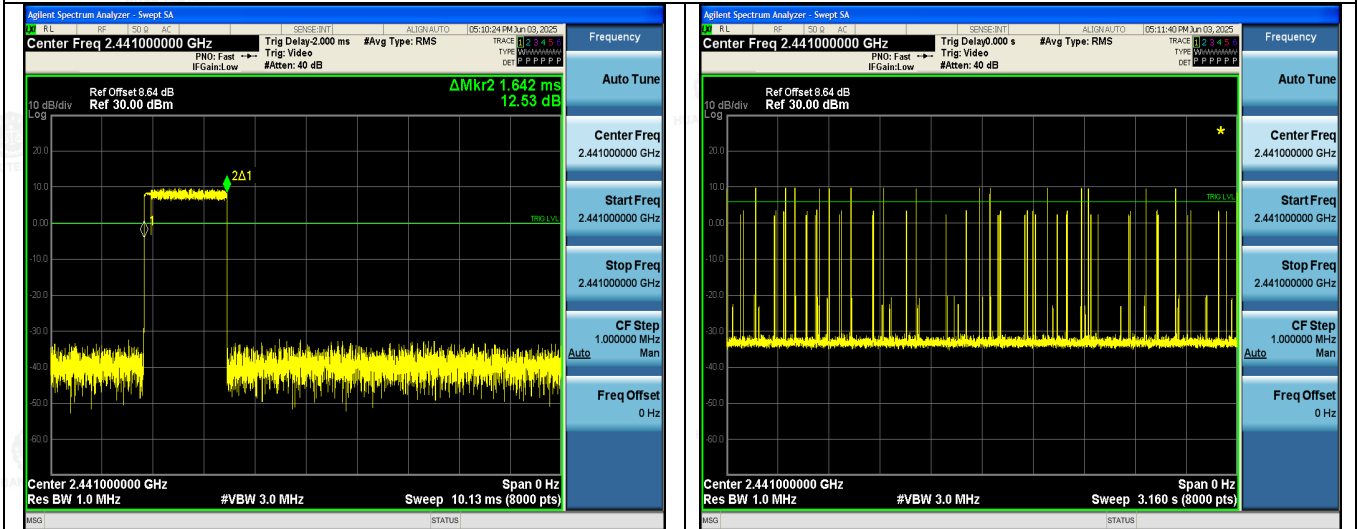 Agilent Spectrum Analyzer - Swept SA
LXI RL RF 50 Ω AC SENSE:INT ALIGN AUTO 05:10:24 PM Jun 03, 2025
Center Freq 2.441000000 GHz
PNO: Fast
IFGain:Low
Trig Delay-2.000 ms
Trig: Video
#Atten: 40 dB
#Avg Type: RMS
TRACE 1 2 3 4 5 6
TYPE
DET P P P P P P
ΔMkr2 1.642 ms
12.53 dB
Ref Offset 8.64 dB
10 dB/div Ref 30.00 dBm
Log
20.0
10.0
0.00
-10.0
-20.0
-30.0
-40.0
-50.0
-60.0
2Δ1
1
TRIG LVL
Center 2.441000000 GHz Span 0 Hz
Res BW 1.0 MHz #VBW 3.0 MHz Sweep 10.13 ms (8000 pts)
MSG STATUS
Frequency
Auto Tune
Center Freq
2.441000000 GHz
Start Freq
2.441000000 GHz
Stop Freq
2.441000000 GHz
CF Step
1.000000 MHz
Auto Man
Freq Offset
0 Hz
Agilent Spectrum Analyzer - Swept SA
LXI RL RF 50 Ω AC SENSE:INT ALIGN AUTO 05:11:40 PM Jun 03, 2025
Center Freq 2.441000000 GHz
PNO: Fast
IFGain:Low
Trig Delay0.000 s
Trig: Video
#Atten: 40 dB
#Avg Type: RMS
TRACE 1 2 3 4 5 6
TYPE
DET P P P P P P
Ref Offset 8.64 dB
10 dB/div Ref 30.00 dBm
Log
20.0
10.0
0.00
-10.0
-20.0
-30.0
-40.0
-50.0
-60.0
*
TRIG LVL
Center 2.441000000 GHz Span 0 Hz
Res BW 1.0 MHz #VBW 3.0 MHz Sweep 3.160 s (8000 pts)
MSG STATUS
Frequency
Auto Tune
Center Freq
2.441000000 GHz
Start Freq
2.441000000 GHz
Stop Freq
2.441000000 GHz
CF Step
1.000000 MHz
Auto Man
Freq Offset
0 Hz